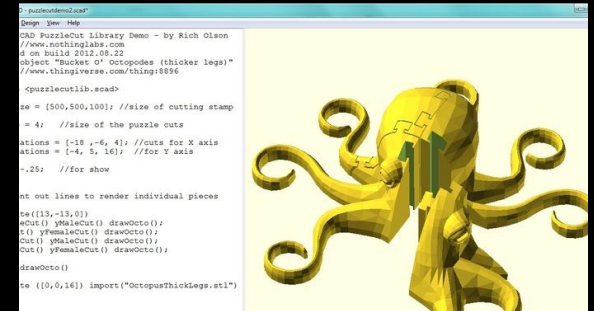 - puzzlecutdemo2.scad*
Design View Help
CAD PuzzleCut Library Demo - by Rich Olson
//www.nothinglabs.com
d on build 2012.08.22
object "Bucket O' Octopodes (thicker legs)"
//www.thingiverse.com/thing:8896
<puzzlecutlib.scad>
ze = [500,500,100]; //size of cutting stamp
= 4; //size of the puzzle cuts
ations = [-18 ,-6, 4]; //cuts for X axis
ations = [-4, 5, 16]; //for Y axis
-.25; //for show
nt out lines to render individual pieces
te([13,-13,0])
eCut() yMaleCut() drawOcto();
t() yFemaleCut() drawOcto();
Cut() yMaleCut() drawOcto();
Cut() yFemaleCut() drawOcto();
drawOcto()
te ([0,0,16]) import("OctopusThickLegs.stl")